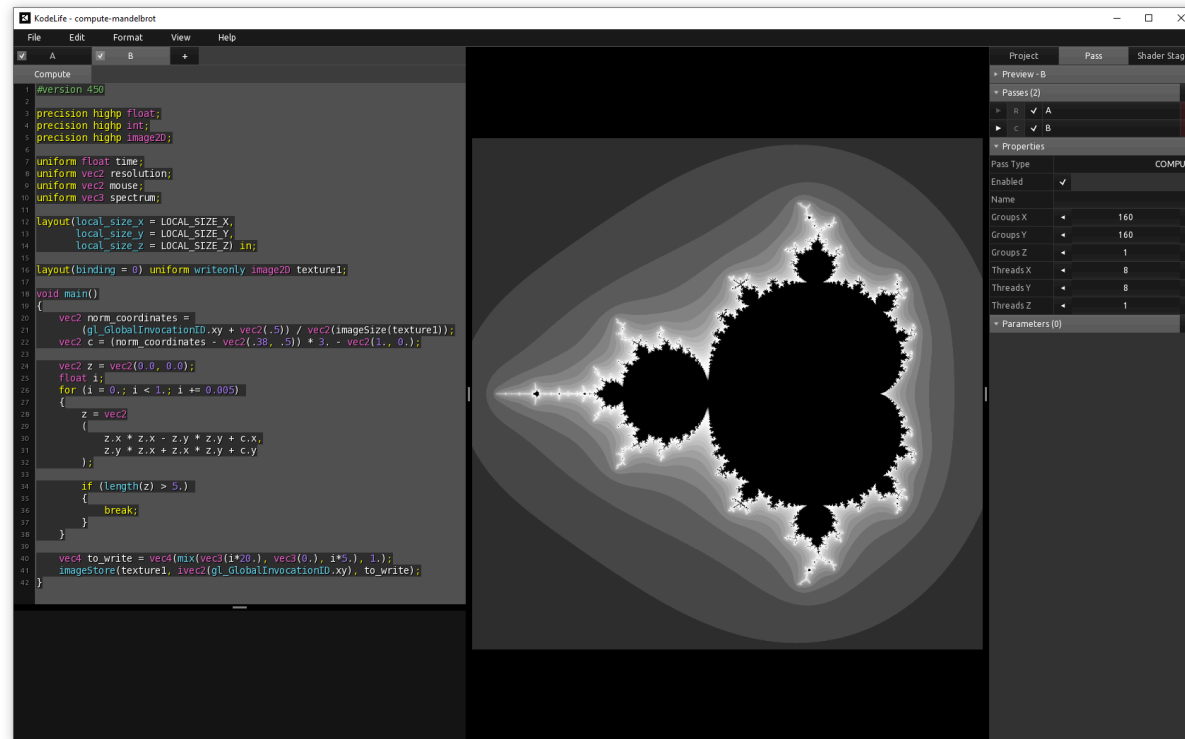 KodeLife - compute-mandelbrot
File Edit Format View Help
A B +
Compute
1 #version 450
2
3 precision highp float;
4 precision highp int;
5 precision highp image2D;
6
7 uniform float time;
8 uniform vec2 resolution;
9 uniform vec2 mouse;
10 uniform vec3 spectrum;
11
12 layout(local_size_x = LOCAL_SIZE_X,
13 local_size_y = LOCAL_SIZE_Y,
14 local_size_z = LOCAL_SIZE_Z) in;
15
16 layout(binding = 0) uniform writeonly image2D texture1;
17
18 void main()
19 {
20 vec2 norm_coordinates =
21 (gl_GlobalInvocationID.xy + vec2(.5)) / vec2(imageSize(texture1));
22 vec2 c = (norm_coordinates - vec2(.38, .5)) * 3. - vec2(1., 0.);
23
24 vec2 z = vec2(0.0, 0.0);
25 float i;
26 for (i = 0.; i < 1.; i += 0.005)
27 {
28 z = vec2
29 (
30 z.x * z.x - z.y * z.y + c.x,
31 z.y * z.x + z.x * z.y + c.y
32 );
33
34 if (length(z) > 5.)
35 {
36 break;
37 }
38 }
39
40 vec4 to_write = vec4(mix(vec3(i*20.), vec3(0.), i*5.), 1.);
41 imageStore(texture1, ivec2(gl_GlobalInvocationID.xy), to_write);
42 }
Project Pass Shader Stag
Preview - B
Passes (2)
R A
C B
Properties
Pass Type COMPU
Enabled
Name
Groups X 160
Groups Y 160
Groups Z 1
Threads X 8
Threads Y 8
Threads Z 1
Parameters (0)